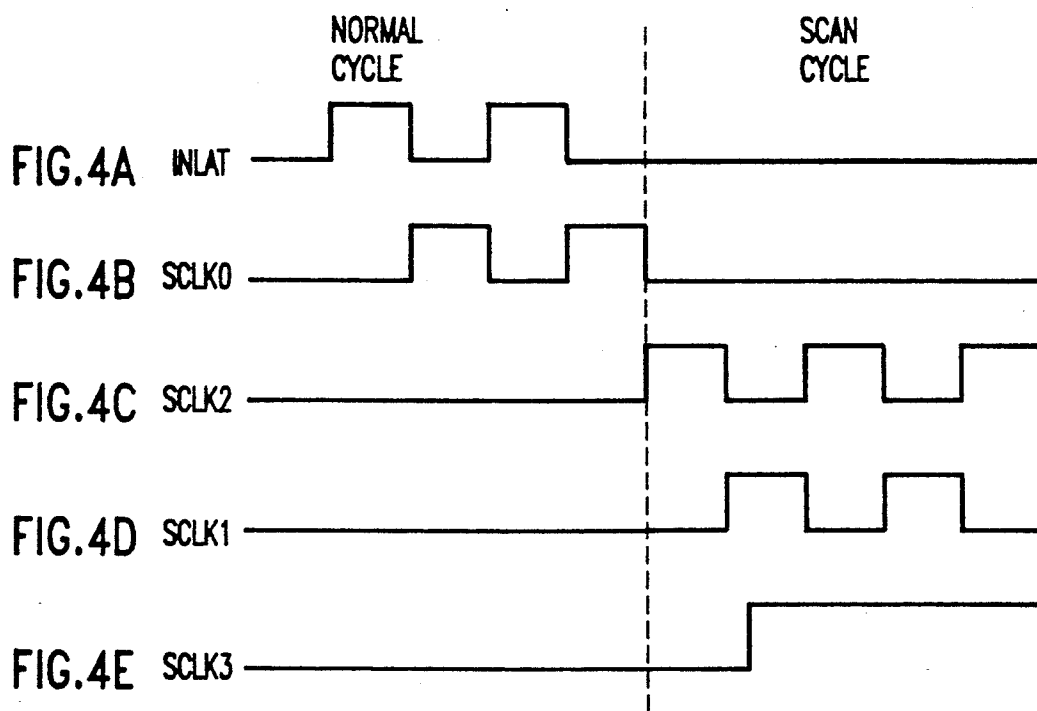 NORMAL
CYCLE
SCAN
CYCLE
FIG.4A INLAT
FIG.4B SCLK0
FIG.4C SCLK2
FIG.4D SCLK1
FIG.4E SCLK3